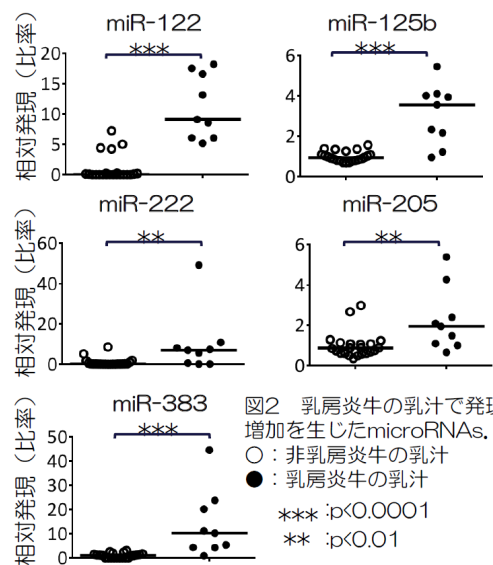 miR-122
miR-125b
相対発現（比率）
20
15
10
5
0
***
6
4
2
0
***
miR-222
miR-205
相対発現（比率）
60
40
20
0
**
6
4
2
0
**
miR-383
相対発現（比率）
50
40
30
20
10
0
***
図2 乳房炎牛の乳汁で発現
増加を生じたmicroRNAs.
○：非乳房炎牛の乳汁
●：乳房炎牛の乳汁
*** :p<0.0001
** :p<0.01